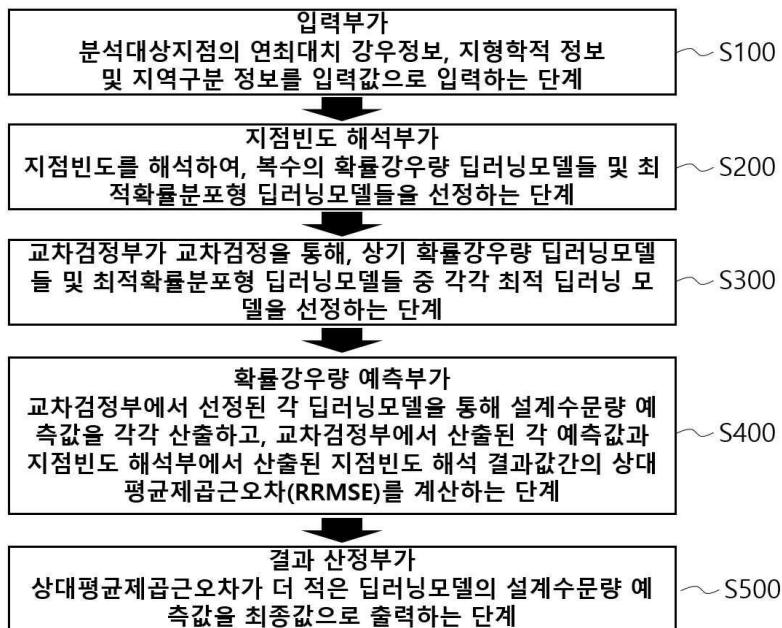 입력부가
분석대상지점의 연최대치 강우정보, 지형학적 정보
및 지역구분 정보를 입력값으로 입력하는 단계
S100
지점빈도 해석부가
지점빈도를 해석하여, 복수의 확률강우량 딥러닝모델들 및 최
적확률분포형 딥러닝모델들을 선정하는 단계
S200
교차검정부가 교차검정을 통해, 상기 확률강우량 딥러닝모델
들 및 최적확률분포형 딥러닝모델들 중 각각 최적 딥러닝 모
델을 선정하는 단계
S300
확률강우량 예측부가
교차검정부에서 선정된 각 딥러닝모델을 통해 설계수문량 예
측값을 각각 산출하고, 교차검정부에서 산출된 각 예측값과
지점빈도 해석부에서 산출된 지점빈도 해석 결과값간의 상대
평균제곱근오차(RRMSE)를 계산하는 단계
S400
결과 산정부가
상대평균제곱근오차가 더 적은 딥러닝모델의 설계수문량 예
측값을 최종값으로 출력하는 단계
S500